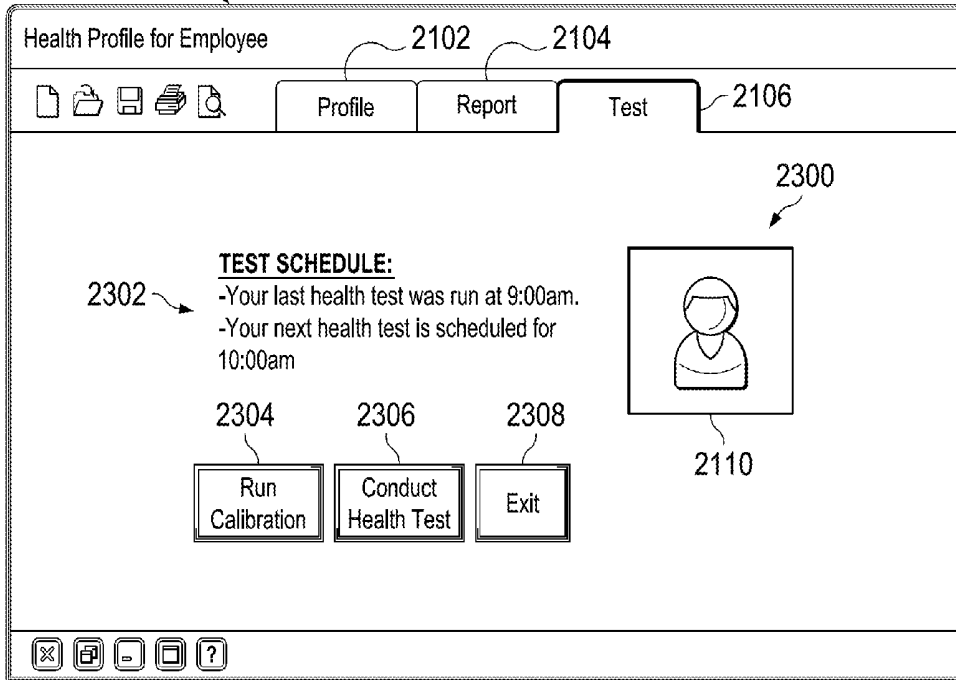 Health Profile for Employee
2102
2104
Profile
Report
Test
2106
2300
TEST SCHEDULE:
-Your last health test was run at 9:00am.
2302
-Your next health test is scheduled for
10:00am
2304
2306
2308
2110
Run
Calibration
Conduct
Health Test
Exit
?